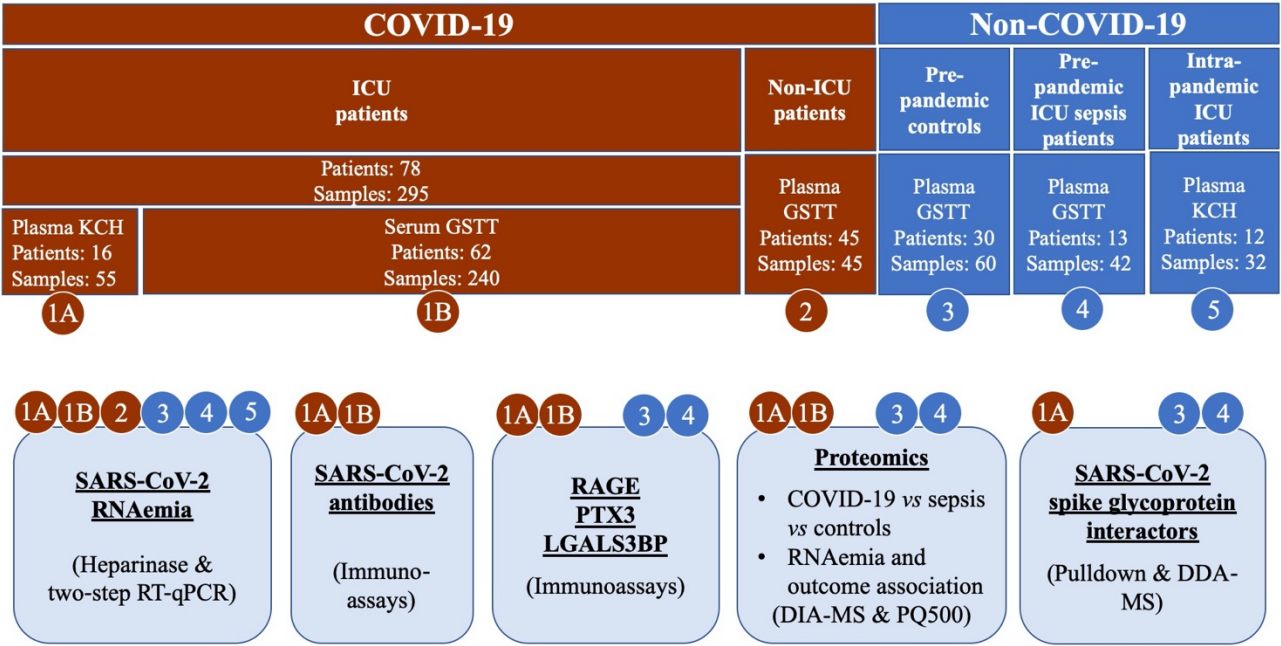 COVID-19
Non-COVID-19
ICU
patients
Non-ICU
patients
Pre-
pandemic
controls
Pre-
pandemic
ICU sepsis
patients
Intra-
pandemic
ICU
patients
Patients: 78
Samples: 295
Plasma KCH
Patients: 16
Samples: 55
Serum GSTT
Patients: 62
Samples: 240
Plasma
GSTT
Patients: 45
Samples: 45
Plasma
GSTT
Patients: 30
Samples: 60
Plasma
GSTT
Patients: 13
Samples: 42
Plasma
KCH
Patients: 12
Samples: 32
1A
1B
2
3
4
5
1A 1B 2 3 4 5
SARS-CoV-2
RNAemia
(Heparinase &
two-step RT-qPCR)
1A 1B
SARS-CoV-2
antibodies
(Immuno-
assays)
1A 1B 3 4
RAGE
PTX3
LGALS3BP
(Immunoassays)
1A 1B 3 4
Proteomics
• COVID-19 vs sepsis
vs controls
• RNAemia and
outcome association
(DIA-MS & PQ500)
1A 3 4
SARS-CoV-2
spike glycoprotein
interactors
(Pulldown & DDA-
MS)